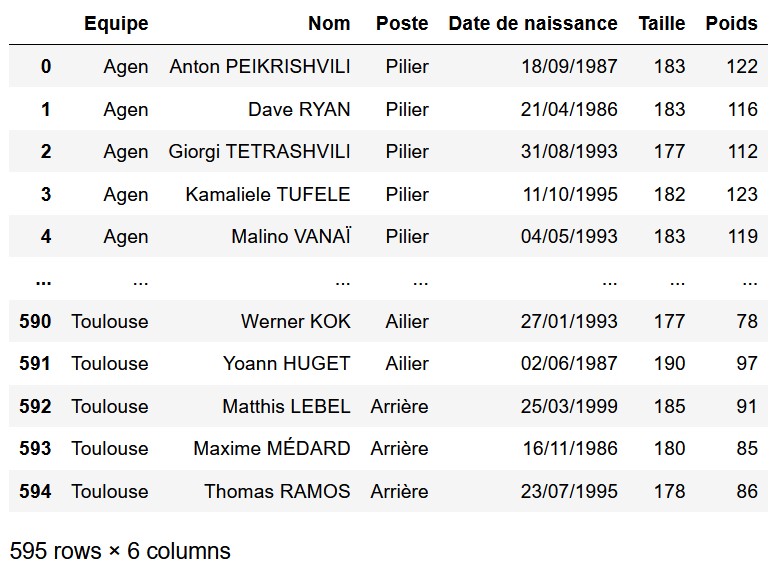 Equipe Nom Poste Date de naissance Taille Poids
0 Agen Anton PEIKRISHVILI Pilier 18/09/1987 183 122
1 Agen Dave RYAN Pilier 21/04/1986 183 116
2 Agen Giorgi TETRASHVILI Pilier 31/08/1993 177 112
3 Agen Kamaliele TUFELE Pilier 11/10/1995 182 123
4 Agen Malino VANAÏ Pilier 04/05/1993 183 119
... ... ... ... ... ... ...
590 Toulouse Werner KOK Ailier 27/01/1993 177 78
591 Toulouse Yoann HUGET Ailier 02/06/1987 190 97
592 Toulouse Matthis LEBEL Arrière 25/03/1999 185 91
593 Toulouse Maxime MÉDARD Arrière 16/11/1986 180 85
594 Toulouse Thomas RAMOS Arrière 23/07/1995 178 86
595 rows × 6 columns